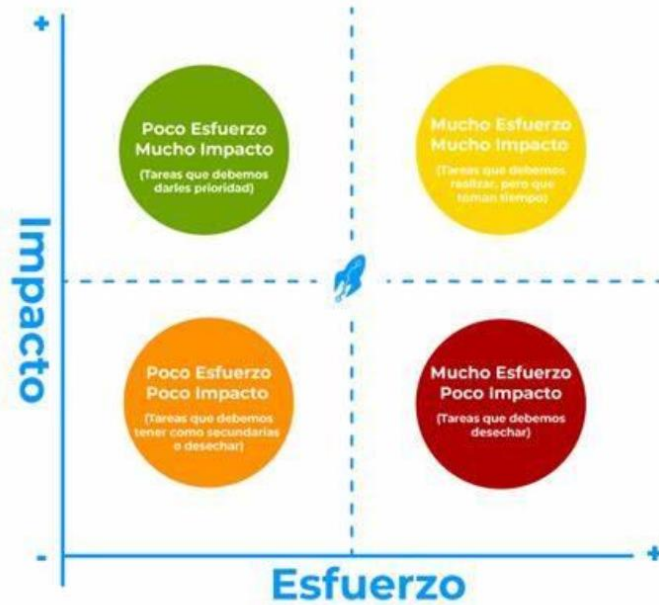 +
Poco Esfuerzo
Mucho Impacto
(Tareas que debemos
darles prioridad)
Mucho Esfuerzo
Mucho Impacto
(Tareas que debemos
realizar, pero que
toman tiempo)
Impacto
Poco Esfuerzo
Poco Impacto
(Tareas que debemos
tener como secundarias
o desechar)
Mucho Esfuerzo
Poco Impacto
(Tareas que debemos
desechar)
-
+
Esfuerzo